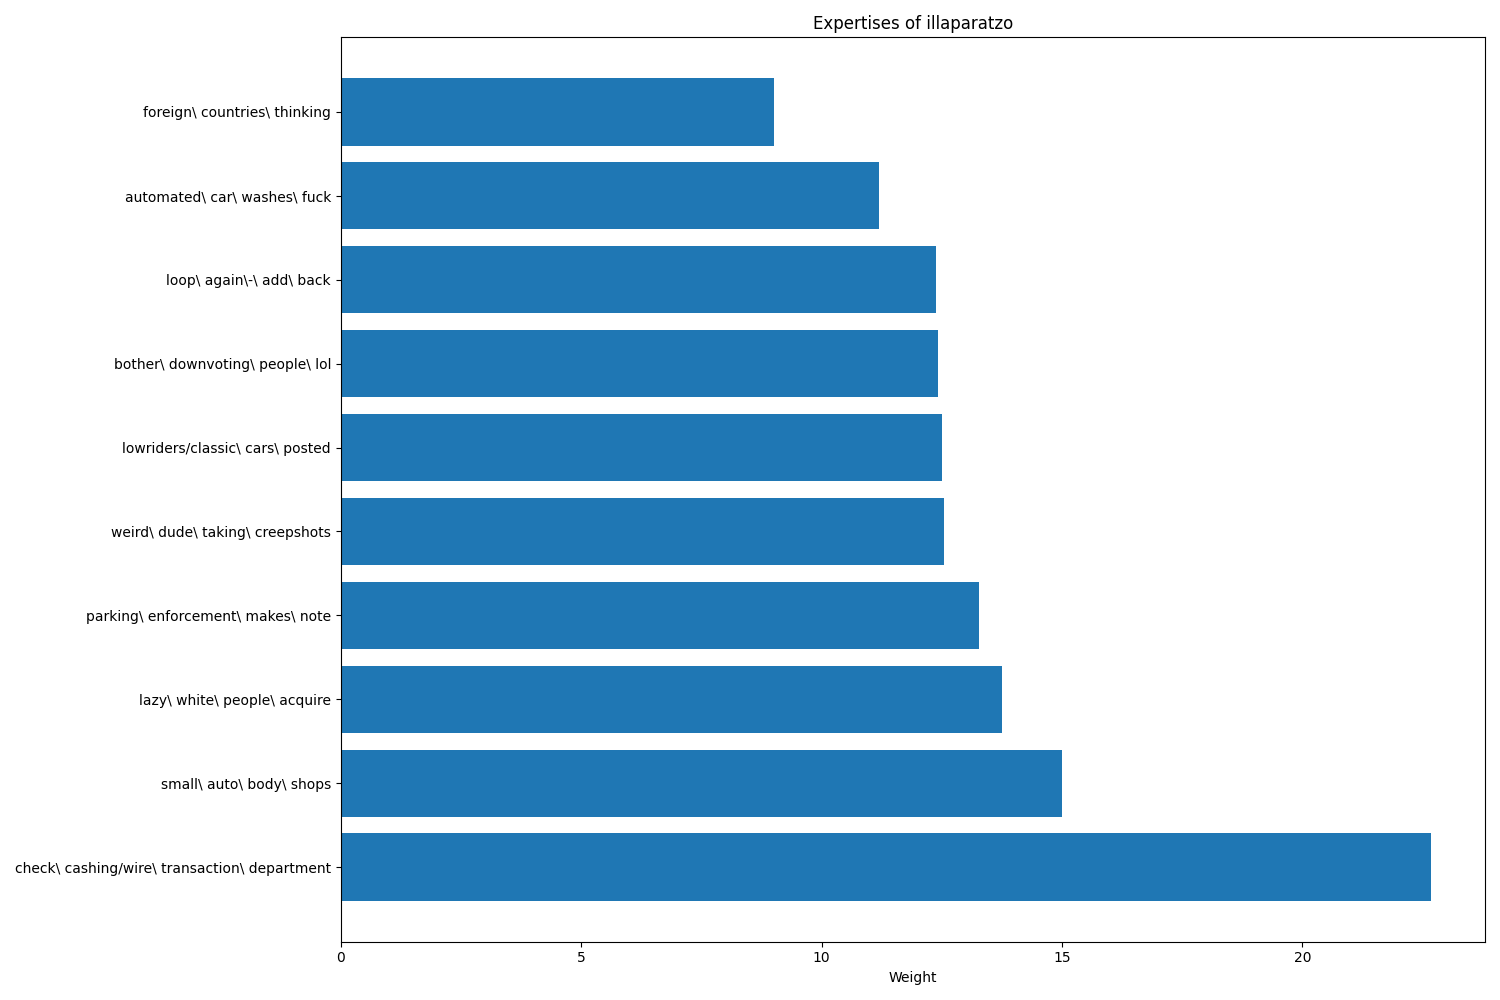 Expertises of illaparatzo
foreign\ countries\ thinking
automated\ car\ washes\ fuck
loop\ again\-\ add\ back
bother\ downvoting\ people\ lol
lowriders/classic\ cars\ posted
weird\ dude\ taking\ creepshots
parking\ enforcement\ makes\ note
lazy\ white\ people\ acquire
small\ auto\ body\ shops
check\ cashing/wire\ transaction\ department
0 5 10 15 20
Weight